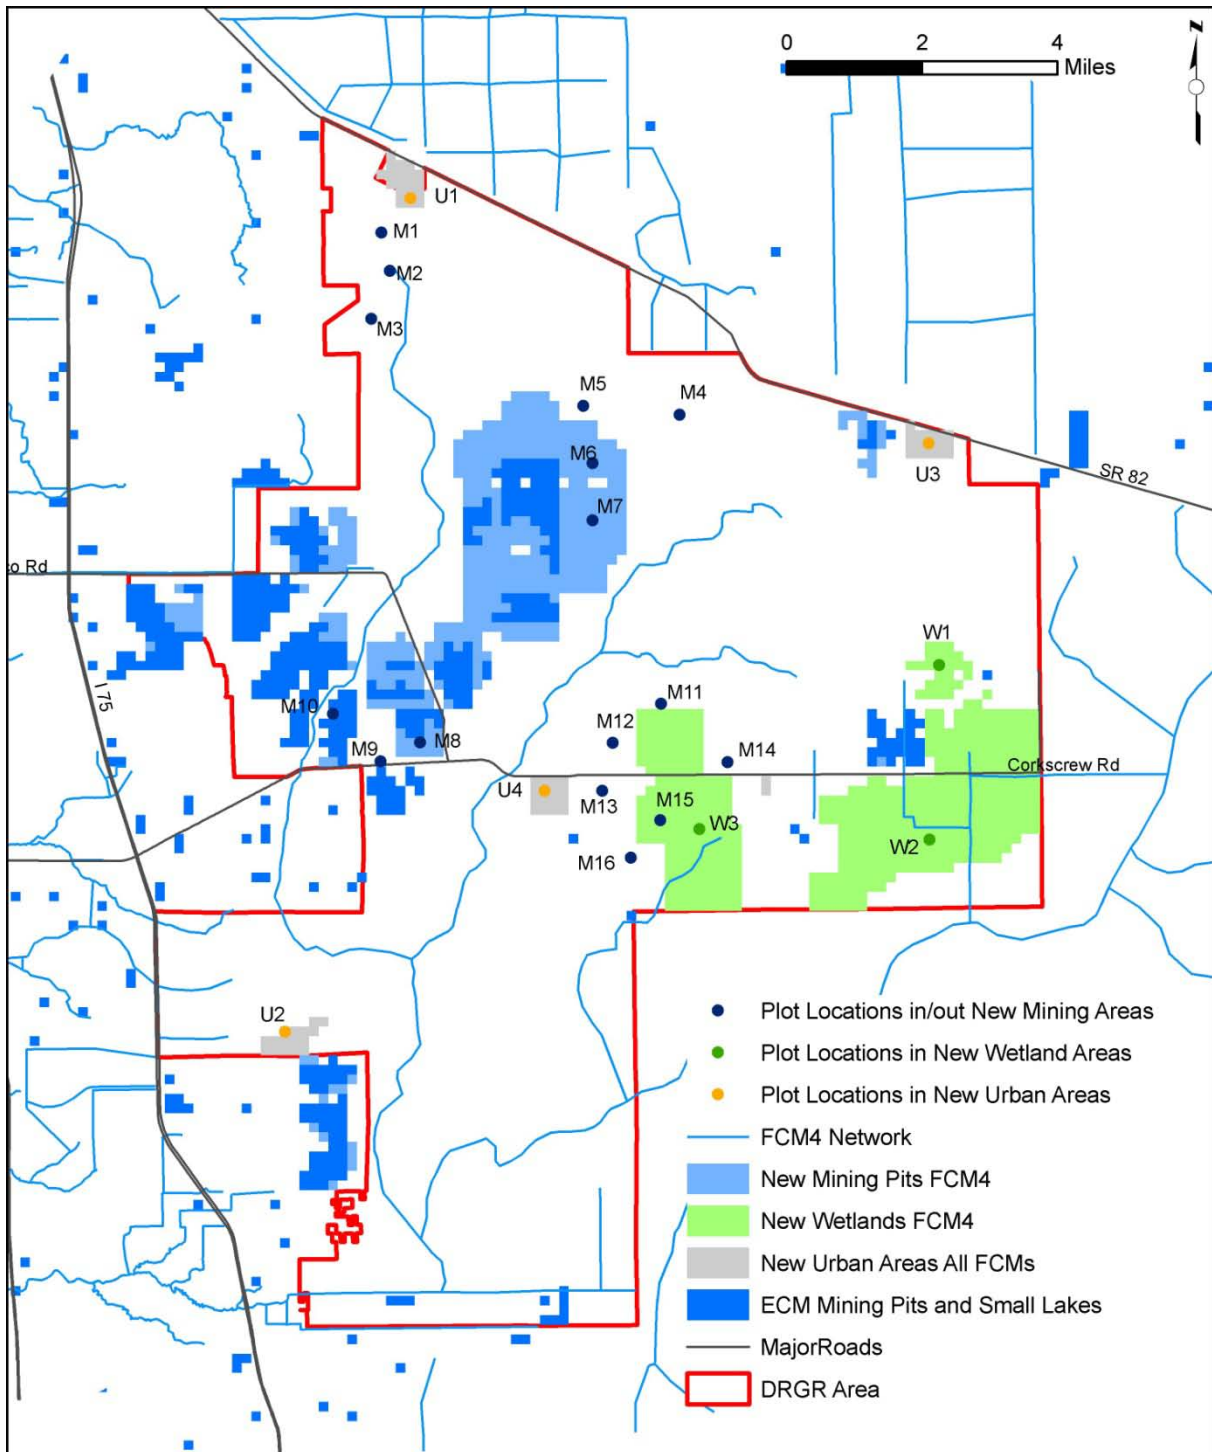 z
0 2 4
Miles
U1
M1
M2
M3
M5
M4
M6
U3
SR 82
M7
co Rd
W1
I 75
M10
M11
M12
M8
M14
M9
Corkscrew Rd
U4
M13
M15
W3
W2
M16
U2
Plot Locations in/out New Mining Areas
Plot Locations in New Wetland Areas
Plot Locations in New Urban Areas
FCM4 Network
New Mining Pits FCM4
New Wetlands FCM4
New Urban Areas All FCMs
ECM Mining Pits and Small Lakes
MajorRoads
DRGR Area